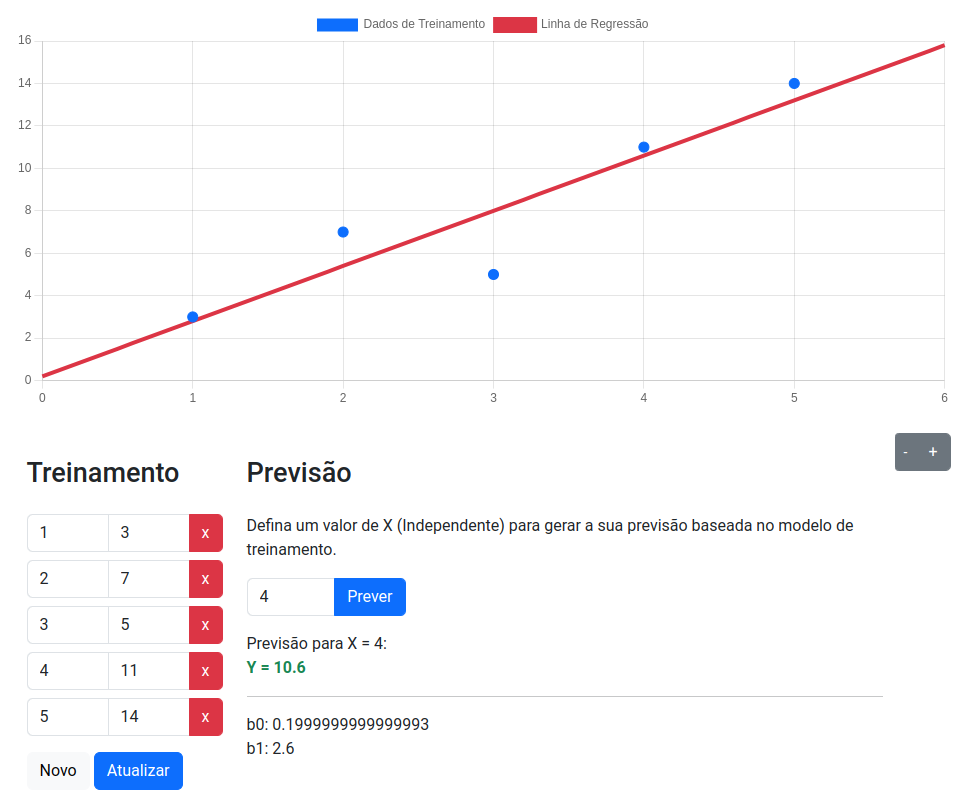 Dados de Treinamento Linha de Regressão
16
14
12
10
8
6
4
2
0
0 1 2 3 4 5 6
- +
Treinamento
1 3 x
2 7 x
3 5 x
4 11 x
5 14 x
Novo Atualizar
Previsão
Defina um valor de X (Independente) para gerar a sua previsão baseada no modelo de
treinamento.
4 Prever
Previsão para X = 4:
Y = 10.6
b0: 0.1999999999999993
b1: 2.6